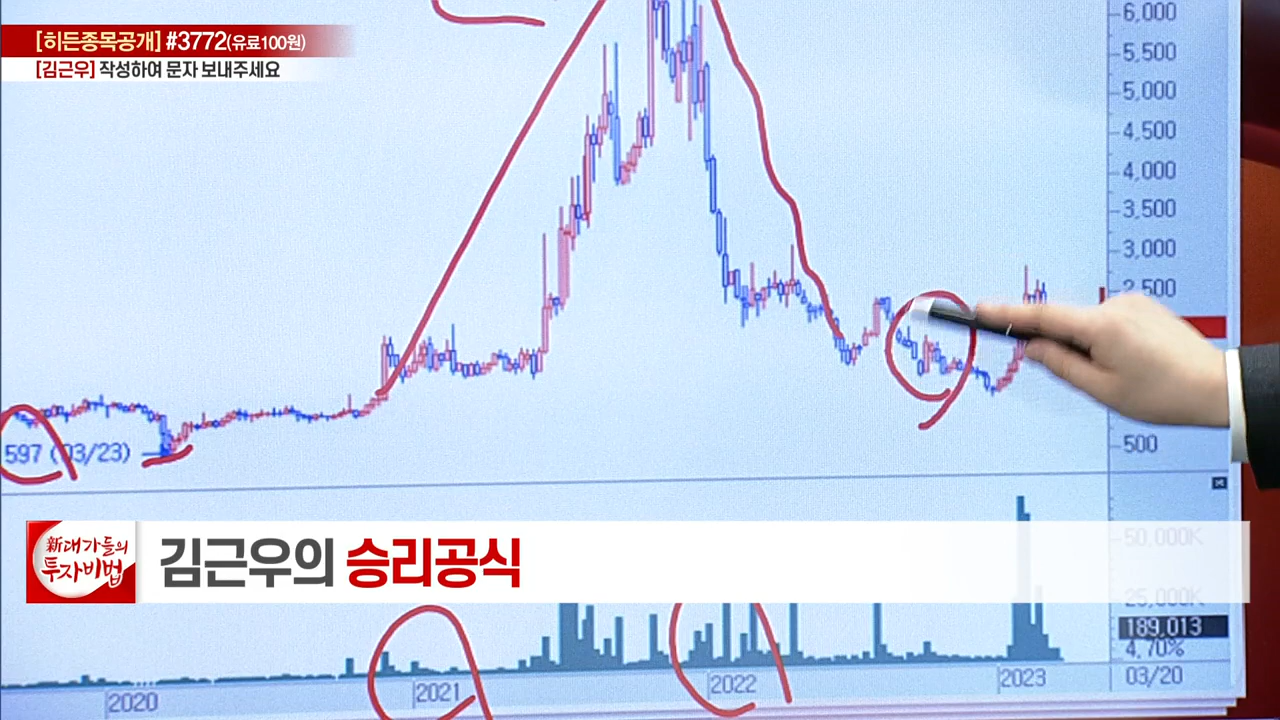 [히든종목공개] #3772(유료100원)
[김근우] 작성하여 문자 보내주세요
6,000
5,500
5,000
4,500
4,000
3,500
3,000
2,500
500
597 (03/23)
50,000K
25,000K
189,013
4,70%
新대가들의
투자비법
김근우의 승리공식
2020
2021
2022
2023
03/20